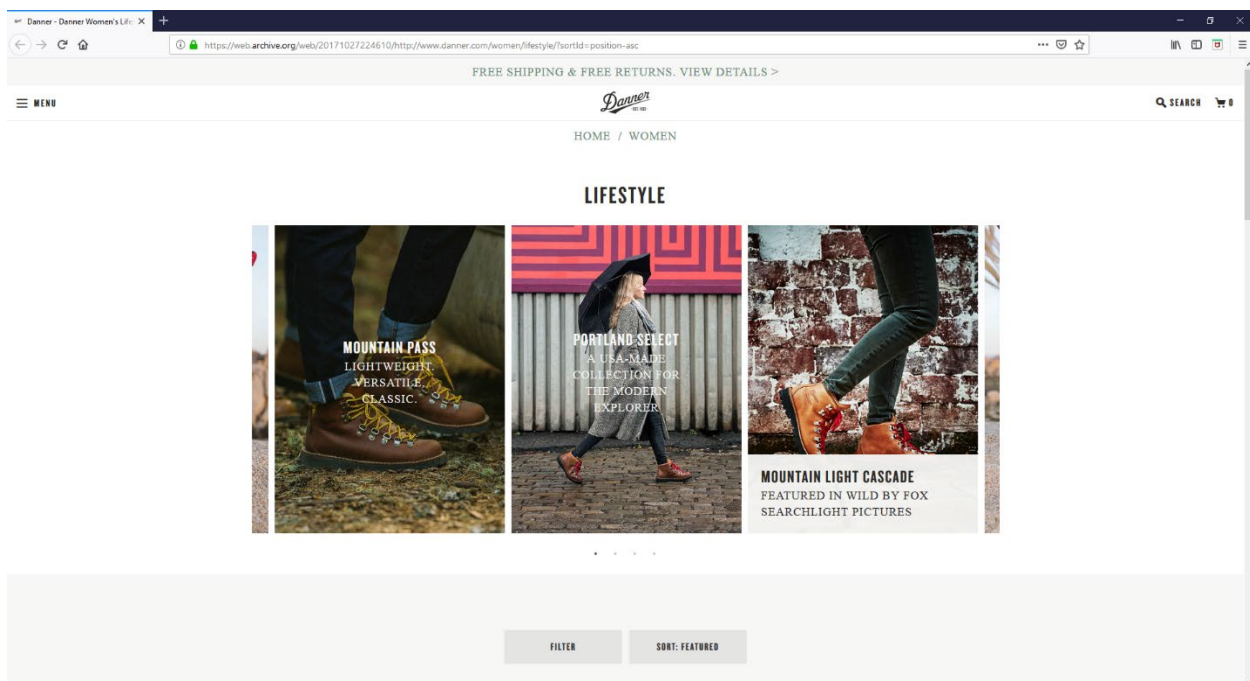 Danner - Danner Women's Life
https://web.archive.org/web/20171027224610/http://www.danner.com/women/lifestyle/?sortId=position-asc
FREE SHIPPING & FREE RETURNS. VIEW DETAILS >
MENU
Danner
SEARCH
0
HOME / WOMEN
LIFESTYLE
MOUNTAIN PASS
LIGHTWEIGHT.
VERSATILE.
CLASSIC.
PORTLAND SELECT
A USA-MADE
COLLECTION FOR
THE MODERN
EXPLORER
MOUNTAIN LIGHT CASCADE
FEATURED IN WILD BY FOX
SEARCHLIGHT PICTURES
FILTER
SORT: FEATURED